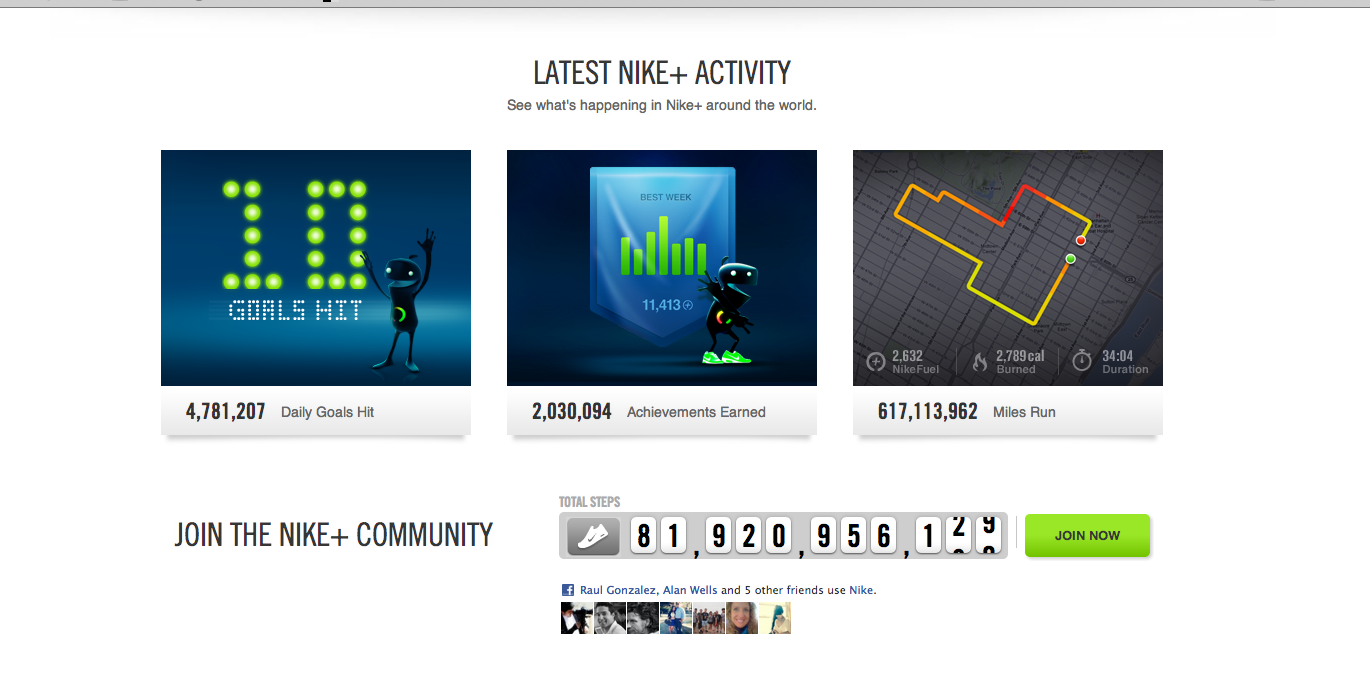 LATEST NIKE+ ACTIVITY
See what's happening in Nike+ around the world.
10
GOALS HIT
BEST WEEK
11,413
2,632
NikeFuel
2,789 cal
Burned
34:04
Duration
4,781,207 Daily Goals Hit
2,030,094 Achievements Earned
617,113,962 Miles Run
TOTAL STEPS
JOIN THE NIKE+ COMMUNITY
81,920,956,129
JOIN NOW
Raul Gonzalez, Alan Wells and 5 other friends use Nike.